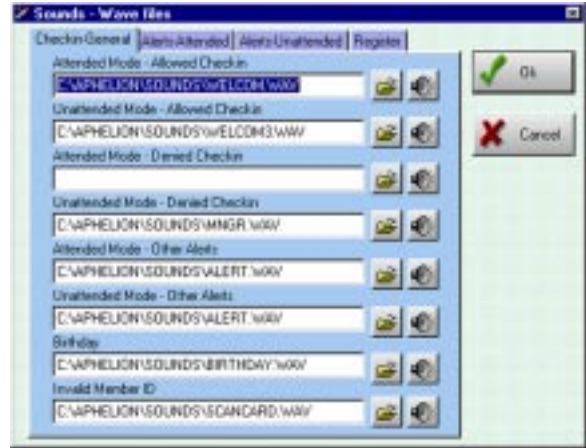 Sounds - Wave files
Checkin General
Alerts Attended
Alerts Unattended
Register
Attended Mode - Allowed Checkin
C:\APHELION\SOUNDS\WELCOM.WAV
Unattended Mode - Allowed Checkin
C:\APHELION\SOUNDS\WELCOM3.WAV
Attended Mode - Denied Checkin
Unattended Mode - Denied Checkin
C:\APHELION\SOUNDS\MNGR.WAV
Attended Mode - Other Alerts
C:\APHELION\SOUNDS\ALERT.WAV
Unattended Mode - Other Alerts
C:\APHELION\SOUNDS\ALERT.WAV
Birthday
C:\APHELION\SOUNDS\BIRTHDAY.WAV
Invalid Member ID
C:\APHELION\SOUNDS\SCANCARD.WAV
Ok
Cancel